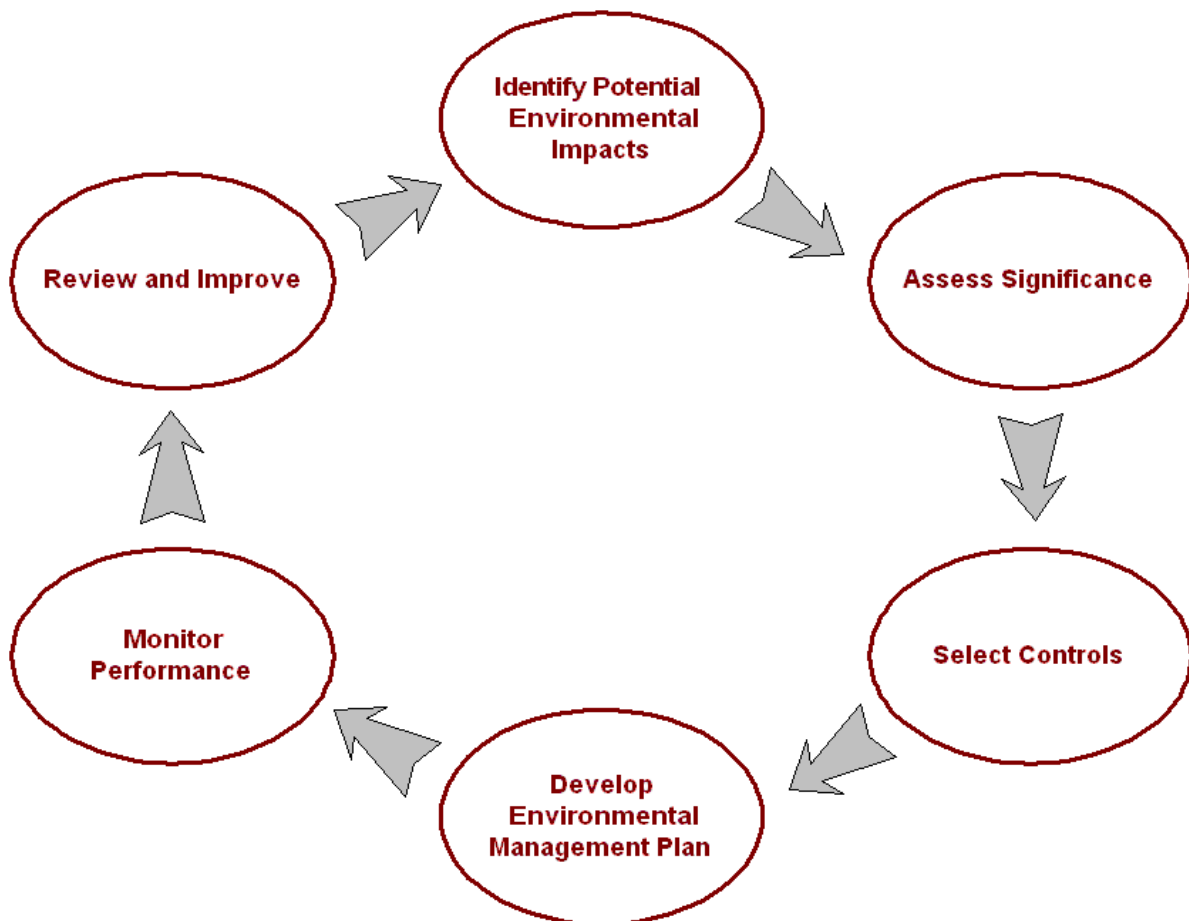 Identify Potential
Environmental
Impacts
Assess Significance
Select Controls
Develop
Environmental
Management Plan
Monitor
Performance
Review and Improve